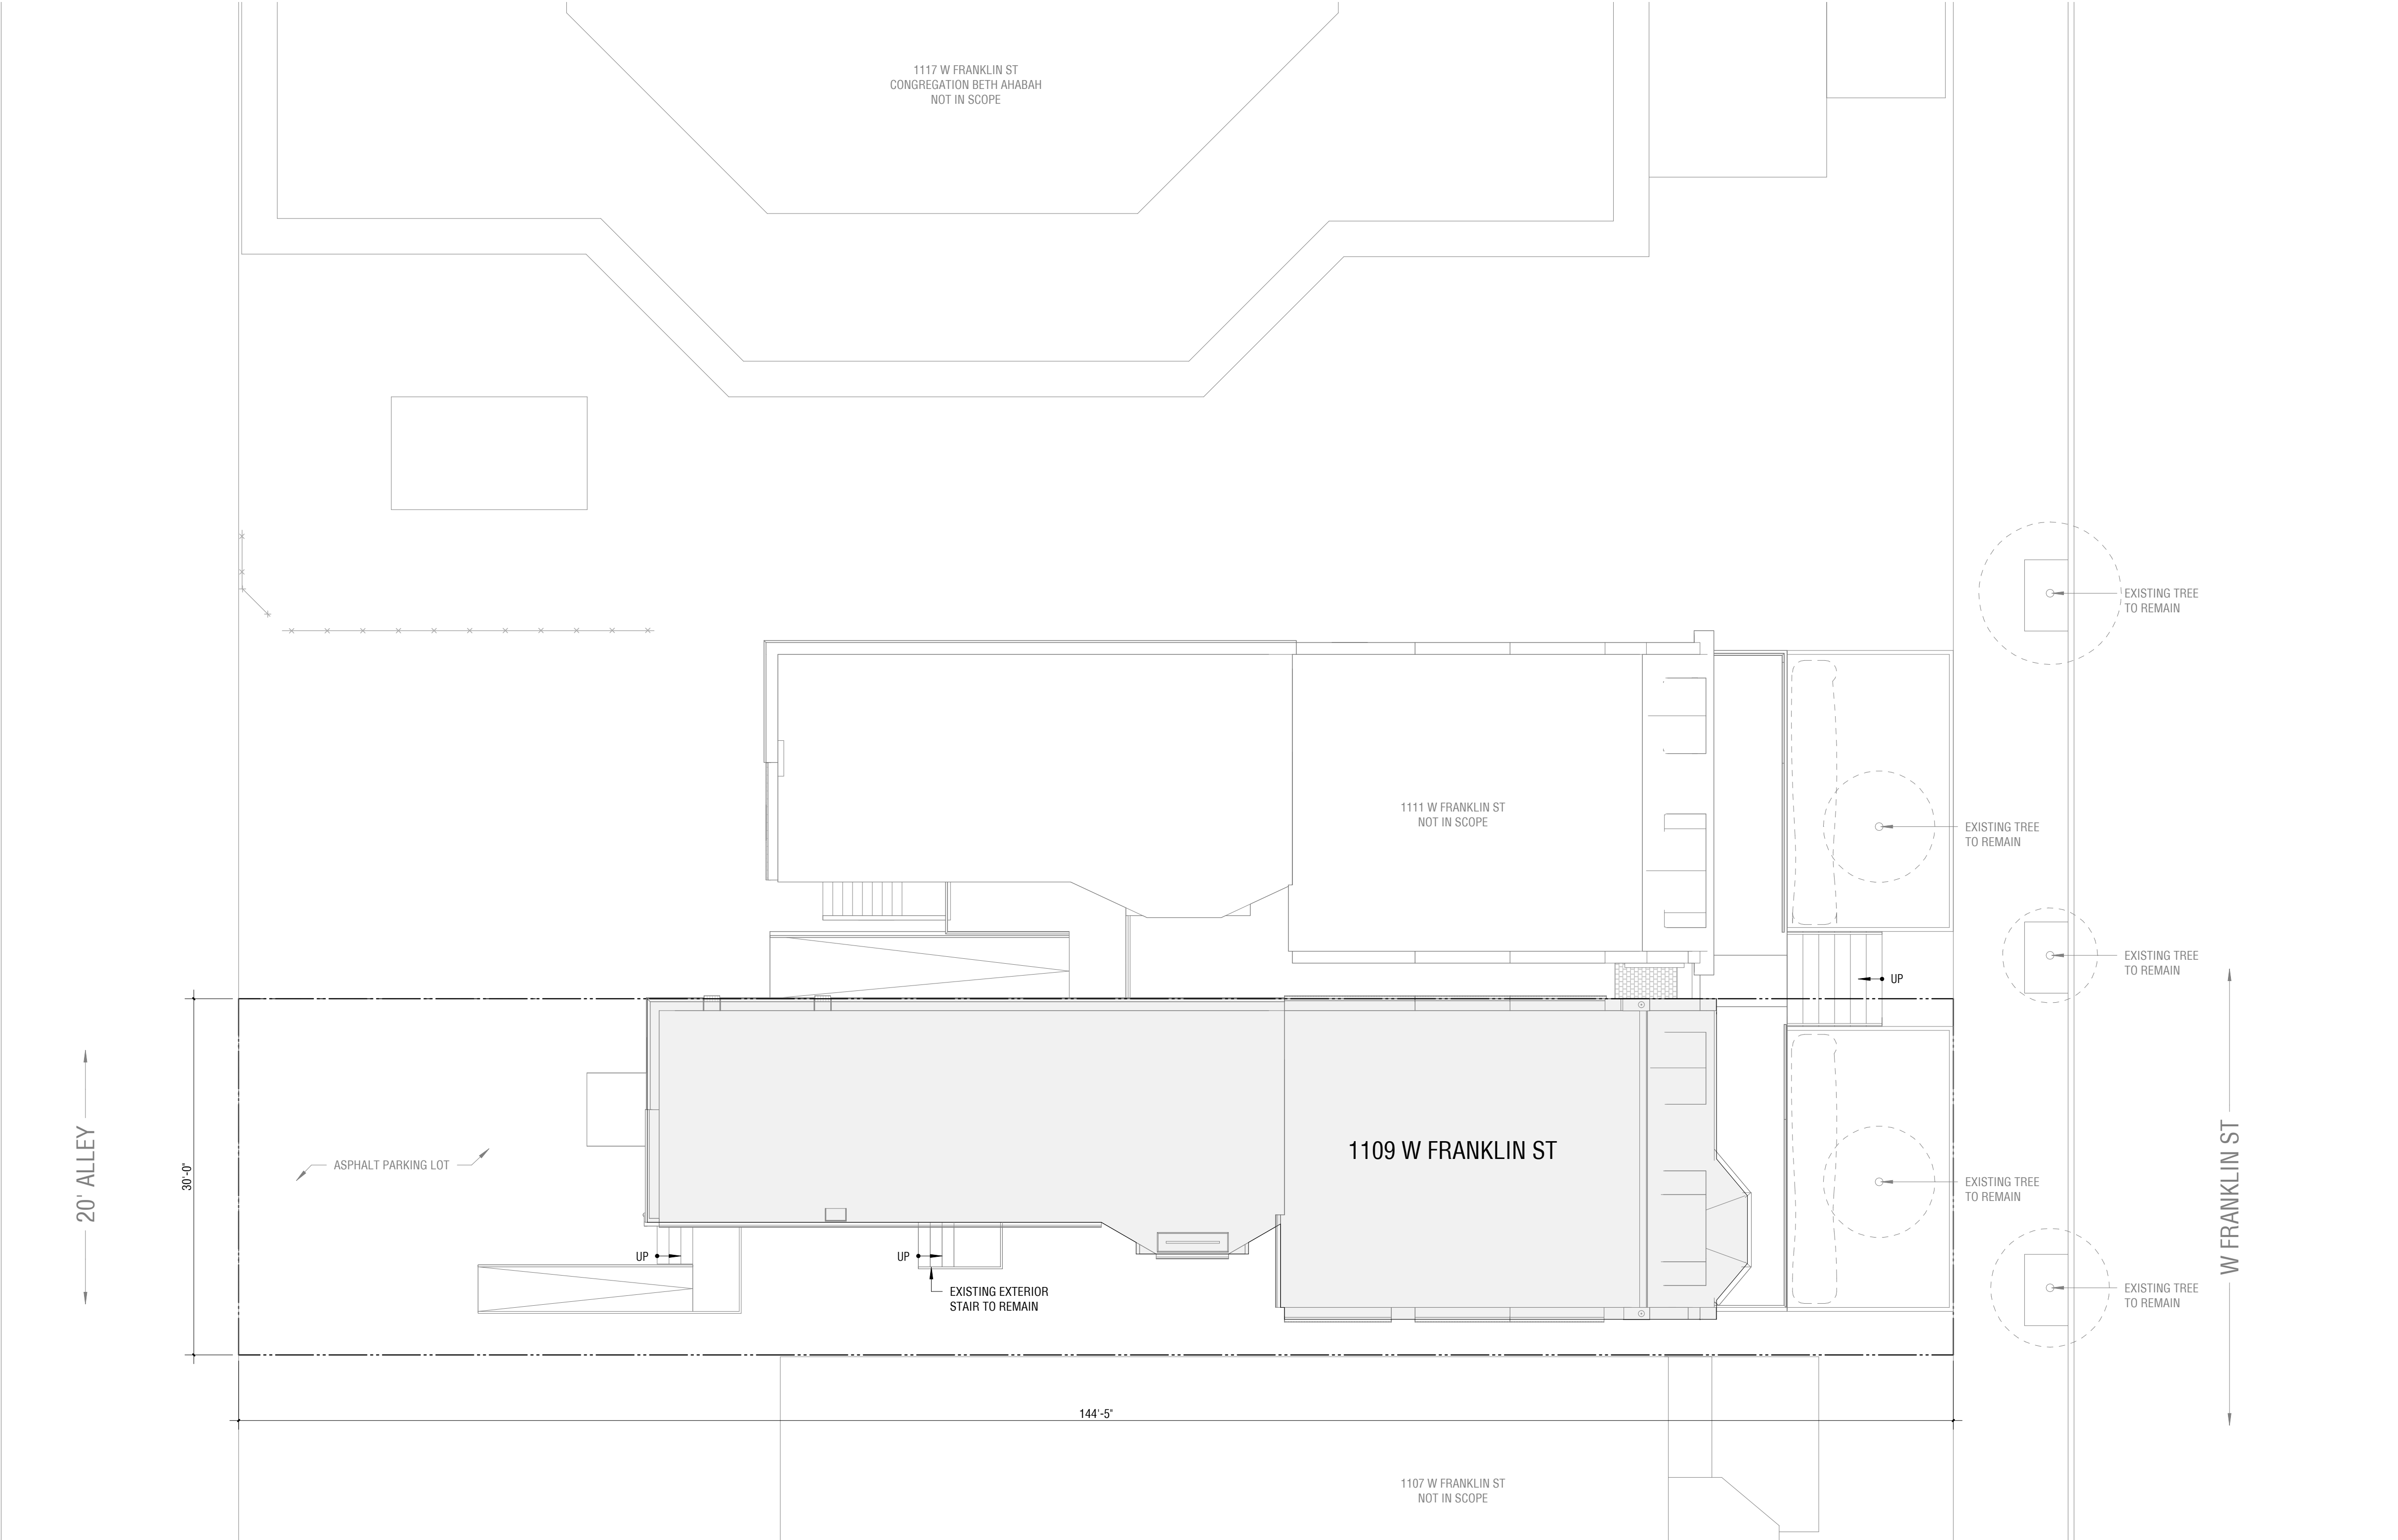 1117 W FRANKLIN ST
CONGREGATION BETH AHABAH
NOT IN SCOPE
EXISTING TREE
TO REMAIN
1111 W FRANKLIN ST
NOT IN SCOPE
EXISTING TREE
TO REMAIN
EXISTING TREE
TO REMAIN
UP
20' ALLEY
30'-0"
ASPHALT PARKING LOT
1109 W FRANKLIN ST
EXISTING TREE
TO REMAIN
W FRANKLIN ST
UP
UP
EXISTING EXTERIOR
STAIR TO REMAIN
EXISTING TREE
TO REMAIN
144'-5"
1107 W FRANKLIN ST
NOT IN SCOPE